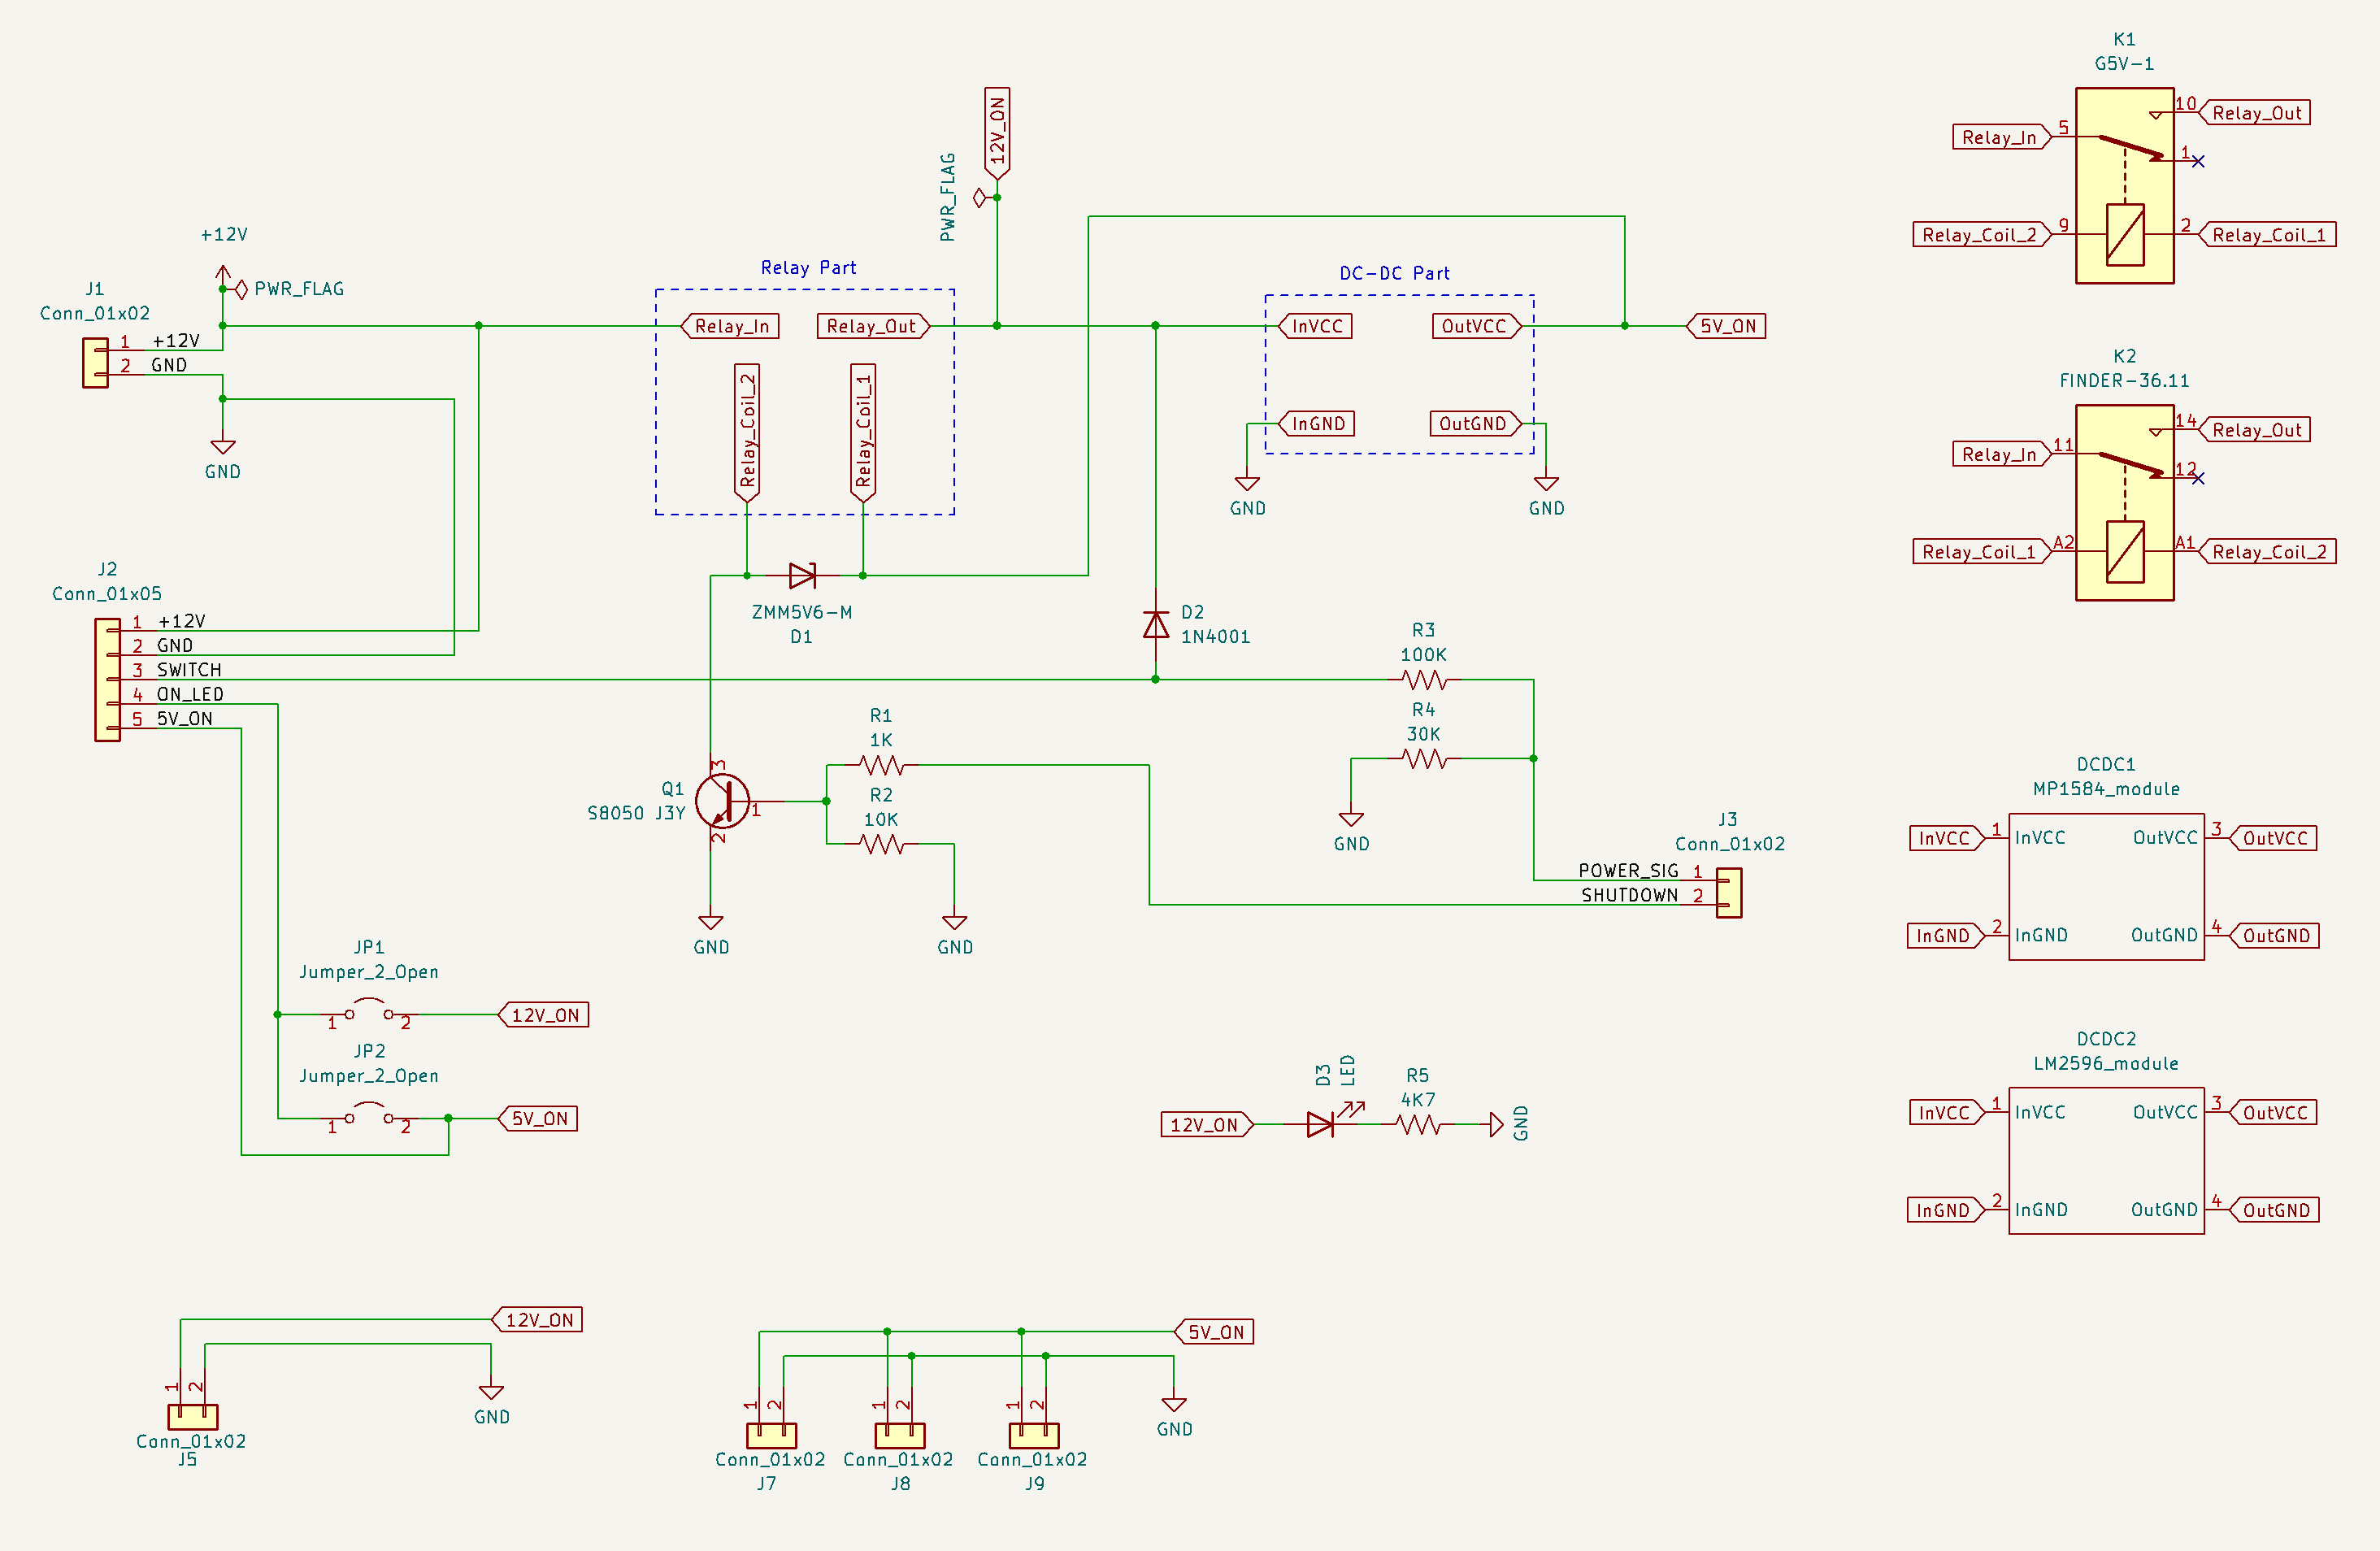 K1
G5V-1
10
Relay_Out
5
Relay_In
1
9
Relay_Coil_2
2
Relay_Coil_1
12V_ON
PWR_FLAG
+12V
PWR_FLAG
J1
Conn_01x02
1
+12V
2
GND
GND
Relay Part
Relay_In
Relay_Out
Relay_Coil_2
Relay_Coil_1
DC-DC Part
InVCC
OutVCC
5V_ON
InGND
OutGND
GND
GND
K2
FINDER-36.11
14
Relay_Out
11
Relay_In
12
A2
Relay_Coil_1
A1
Relay_Coil_2
J2
Conn_01x05
1
+12V
2
GND
3
SWITCH
4
ON_LED
5
5V_ON
ZMM5V6-M
D1
D2
1N4001
R3
100K
R4
30K
GND
R1
1K
R2
10K
Q1
S8050 J3Y
3
1
2
GND
GND
J3
Conn_01x02
POWER_SIG
1
SHUTDOWN
2
DCDC1
MP1584_module
InVCC
1
InVCC
OutVCC
3
OutVCC
InGND
2
InGND
OutGND
4
OutGND
JP1
Jumper_2_Open
1
2
12V_ON
JP2
Jumper_2_Open
1
2
5V_ON
12V_ON
D3
LED
R5
4K7
GND
DCDC2
LM2596_module
InVCC
1
InVCC
OutVCC
3
OutVCC
InGND
2
InGND
OutGND
4
OutGND
12V_ON
1
2
GND
Conn_01x02
J5
5V_ON
1
2
1
2
1
2
GND
Conn_01x02
J7
Conn_01x02
J8
Conn_01x02
J9